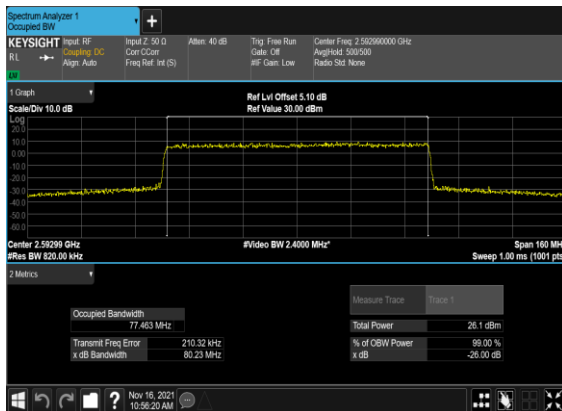 Spectrum Analyzer 1
Occupied BW
KEYSIGHT
RL
Input: RF
Coupling: DC
Align: Auto
Input Z: 50 Ω
Corr CCorr
Freq Ref: Int (S)
Atten: 40 dB
Trig: Free Run
Gate: Off
#IF Gain: Low
Center Freq: 2.592990000 GHz
Avg|Hold: 500/500
Radio Std: None
1 Graph
Scale/Div 10.0 dB
Ref Lvl Offset 5.10 dB
Ref Value 30.00 dBm
Log
20.0
10.0
0.00
-10.0
-20.0
-30.0
-40.0
-50.0
-60.0
Center 2.59299 GHz
#Res BW 820.00 kHz
#Video BW 2.4000 MHz*
Span 160 MH
Sweep 1.00 ms (1001 pts
2 Metrics
Measure Trace
Trace 1
Occupied Bandwidth
77.463 MHz
Total Power
26.1 dBm
Transmit Freq Error
210.32 kHz
% of OBW Power
99.00 %
x dB Bandwidth
80.23 MHz
x dB
-26.00 dB
?
Nov 16, 2021
10:56:20 AM